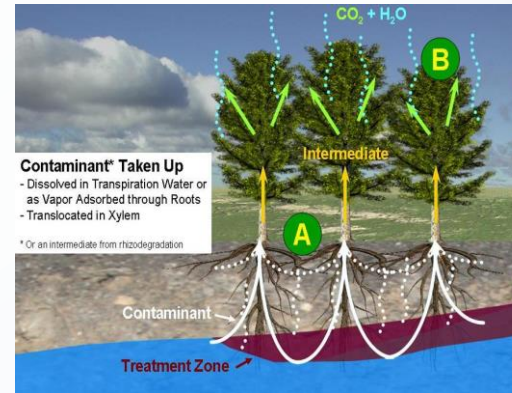 CO₂ + H₂O
B
Intermediate
Contaminant* Taken Up
- Dissolved in Transpiration Water or
as Vapor Adsorbed through Roots
- Translocated in Xylem
* Or an intermediate from rhizodegradation
A
Contaminant
Treatment Zone